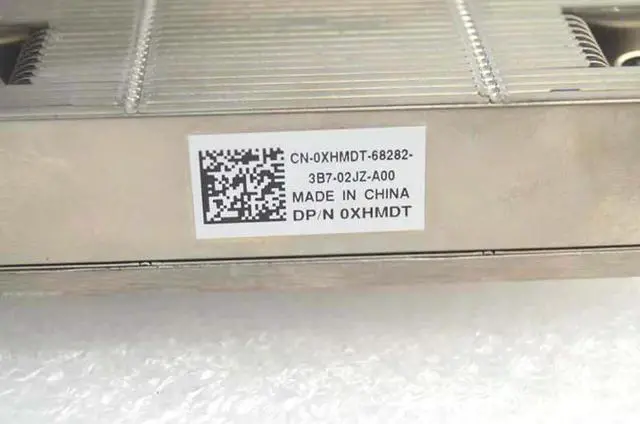 CN-0XHMDT-68282-
3B7-02JZ-A00
MADE IN CHINA
DP/N 0XHMDT